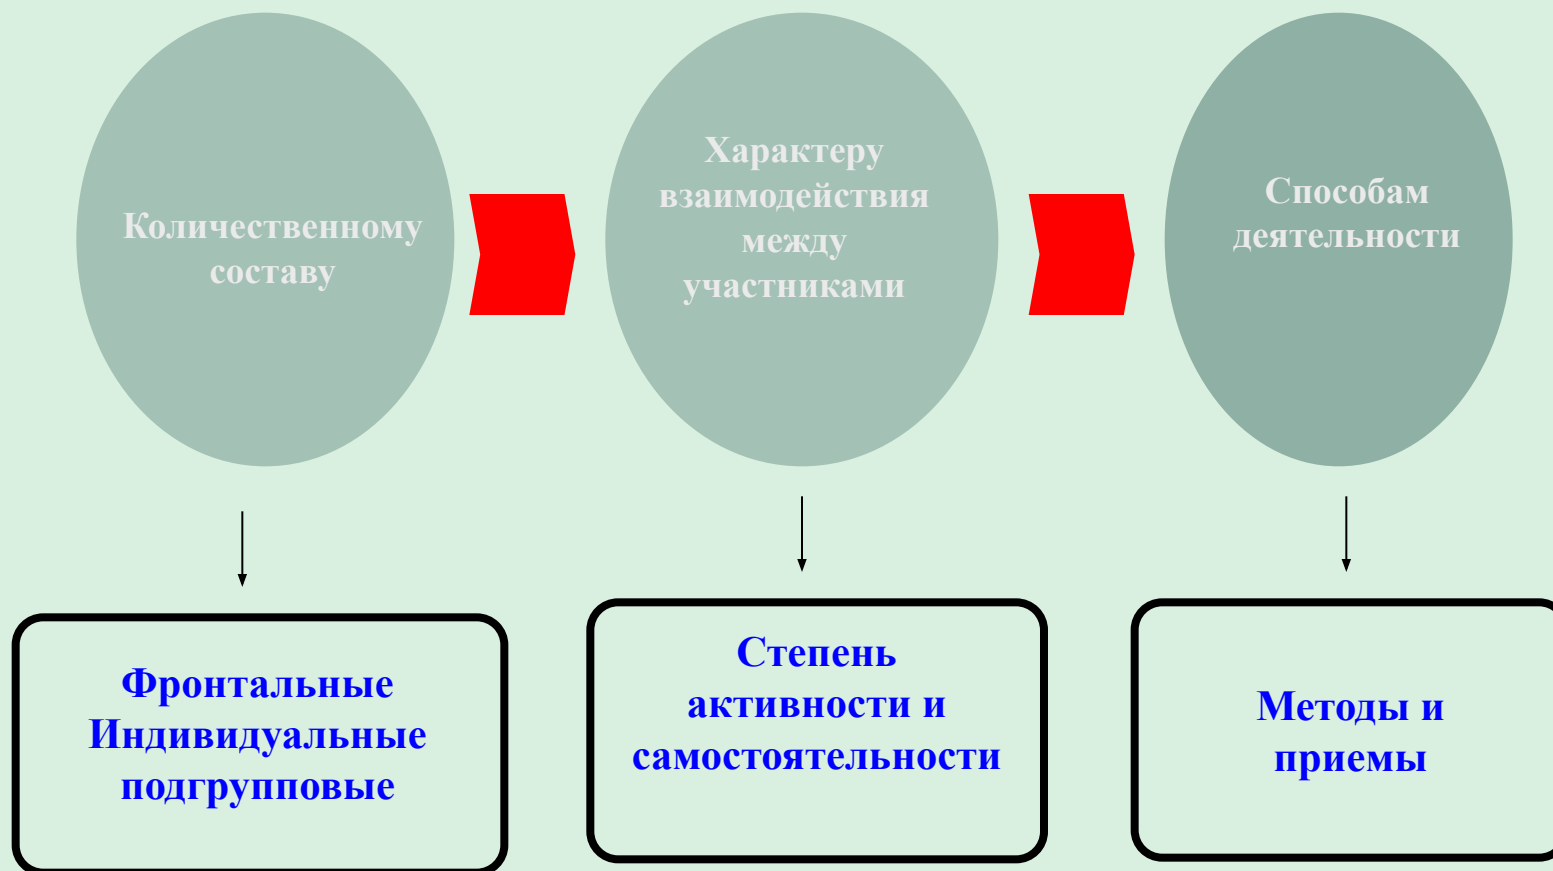 Количественному
составу
Характеру
взаимодействия
между
участниками
Способам
деятельности
Фронтальные
Индивидуальные
подгрупповые
Степень
активности и
самостоятельности
Методы и
приемы